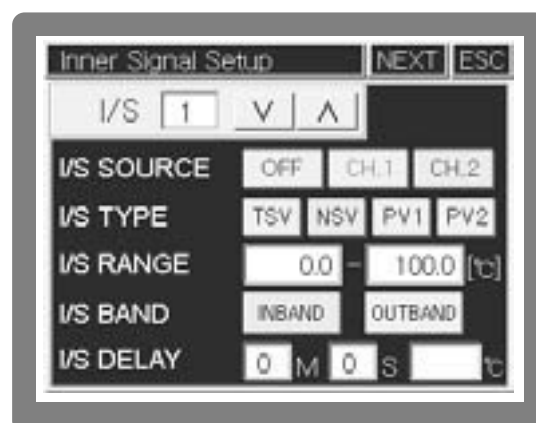 Inner Signal Setup NEXT ESC
I/S 1 ∨ ∧
I/S SOURCE OFF CH.1 CH.2
I/S TYPE TSV NSV PV1 PV2
I/S RANGE 0.0 - 100.0 [℃]
I/S BAND INBAND OUTBAND
I/S DELAY 0 M 0 S ℃